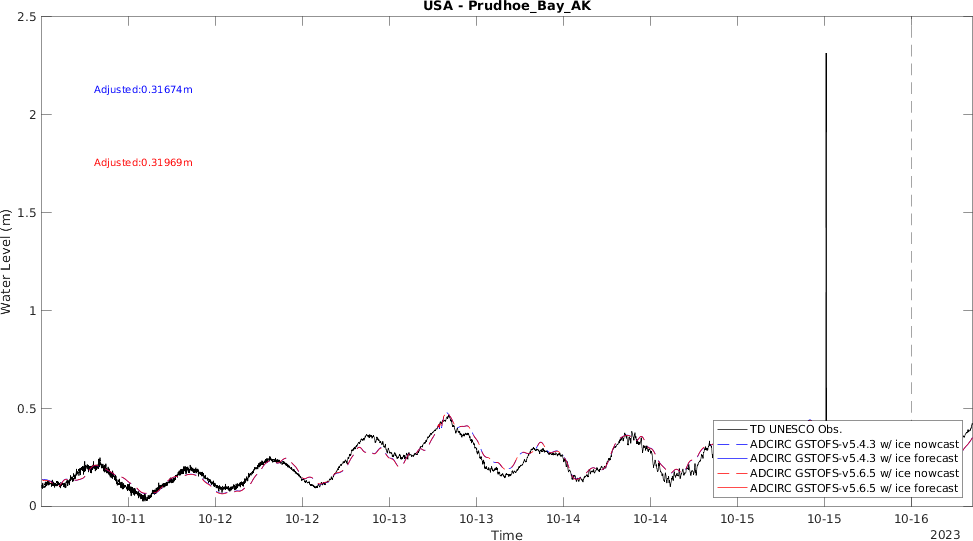 USA - Prudhoe_Bay_AK
2.5
Adjusted:0.31674m
2
Adjusted:0.31969m
1.5
Water Level (m)
1
0.5
TD UNESCO Obs.
ADCIRC GSTOFS-v5.4.3 w/ ice nowcast
ADCIRC GSTOFS-v5.4.3 w/ ice forecast
ADCIRC GSTOFS-v5.6.5 w/ ice nowcast
ADCIRC GSTOFS-v5.6.5 w/ ice forecast
0
10-11 10-12 10-12 10-13 10-13 10-14 10-14 10-15 10-15 10-16
Time
2023